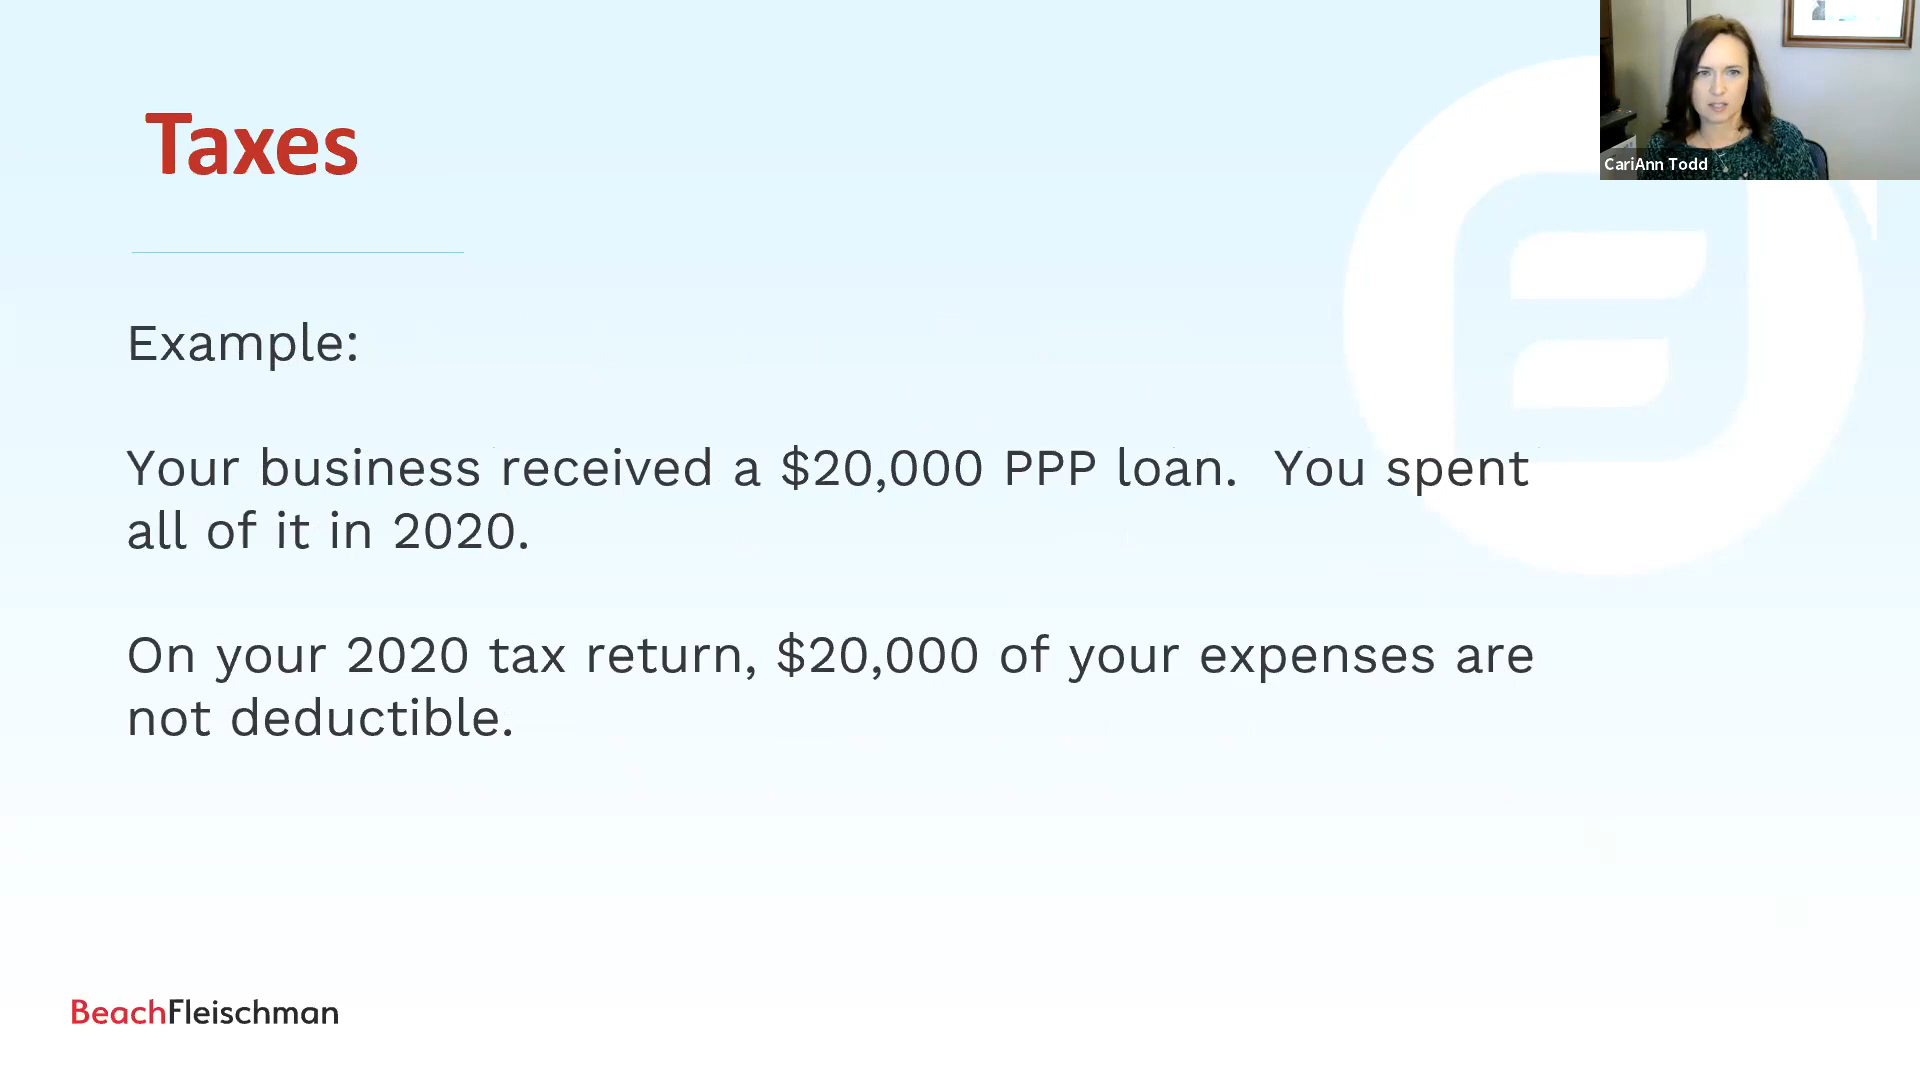 CariAnn Todd
Taxes
Example:
Your business received a $20,000 PPP loan.  You spent
all of it in 2020.
On your 2020 tax return, $20,000 of your expenses are
not deductible.
BeachFleischman